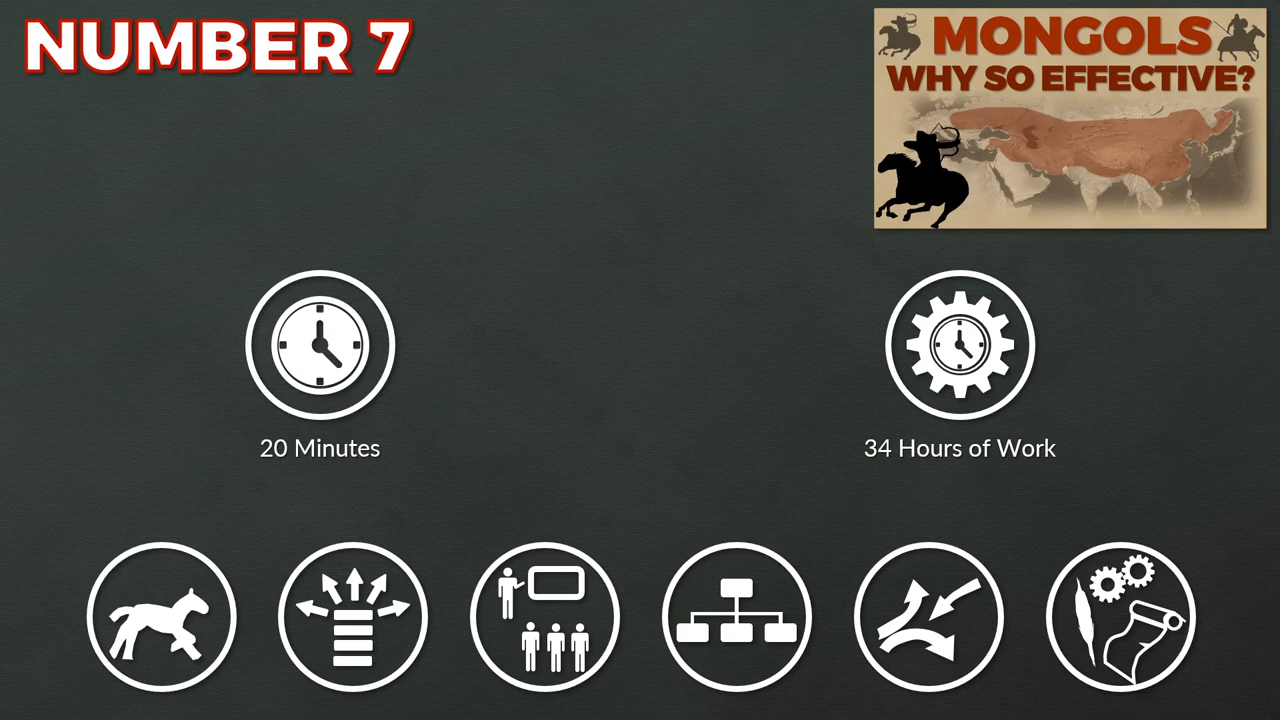 NUMBER 7
MONGOLS
WHY SO EFFECTIVE?
20 Minutes
34 Hours of Work